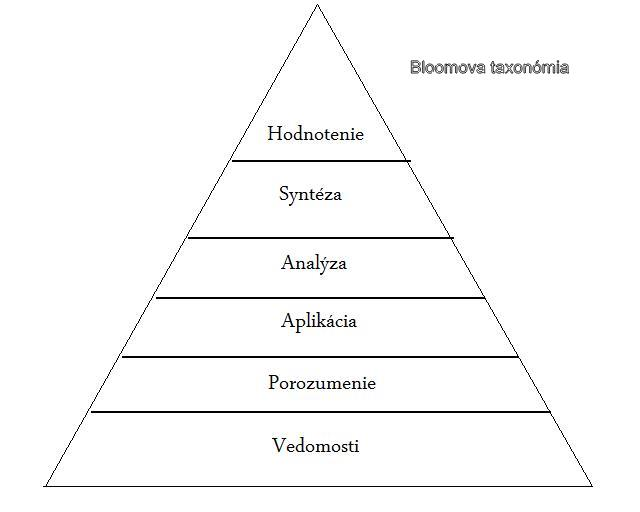 Bloomova taxonómia
Hodnotenie
Syntéza
Analýza
Aplikácia
Porozumenie
Vedomosti